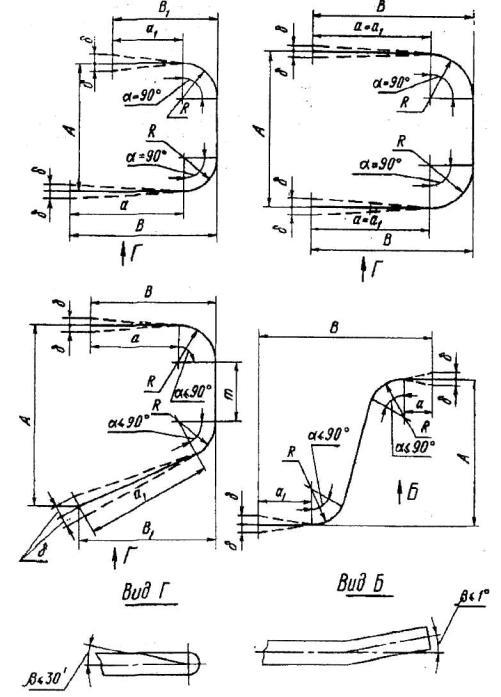 B₁
B
a₁
a=a₁
δ
δ
δ
δ
A
A
α=90°
R
α=90°
R
R
α=90°
R
α=90°
δ
δ
δ
δ
a
a=a₁
B
B
Г
Г
B
B
a
δ
δ
δ
δ
R
α≤90°
m
a
R
α≤90°
A
R
A
α≤90°
R
α≤90°
Б
a₁
a₁
δ
δ
B₁
δ
Г
Вид Г
Вид Б
β≤1°
β≤30'